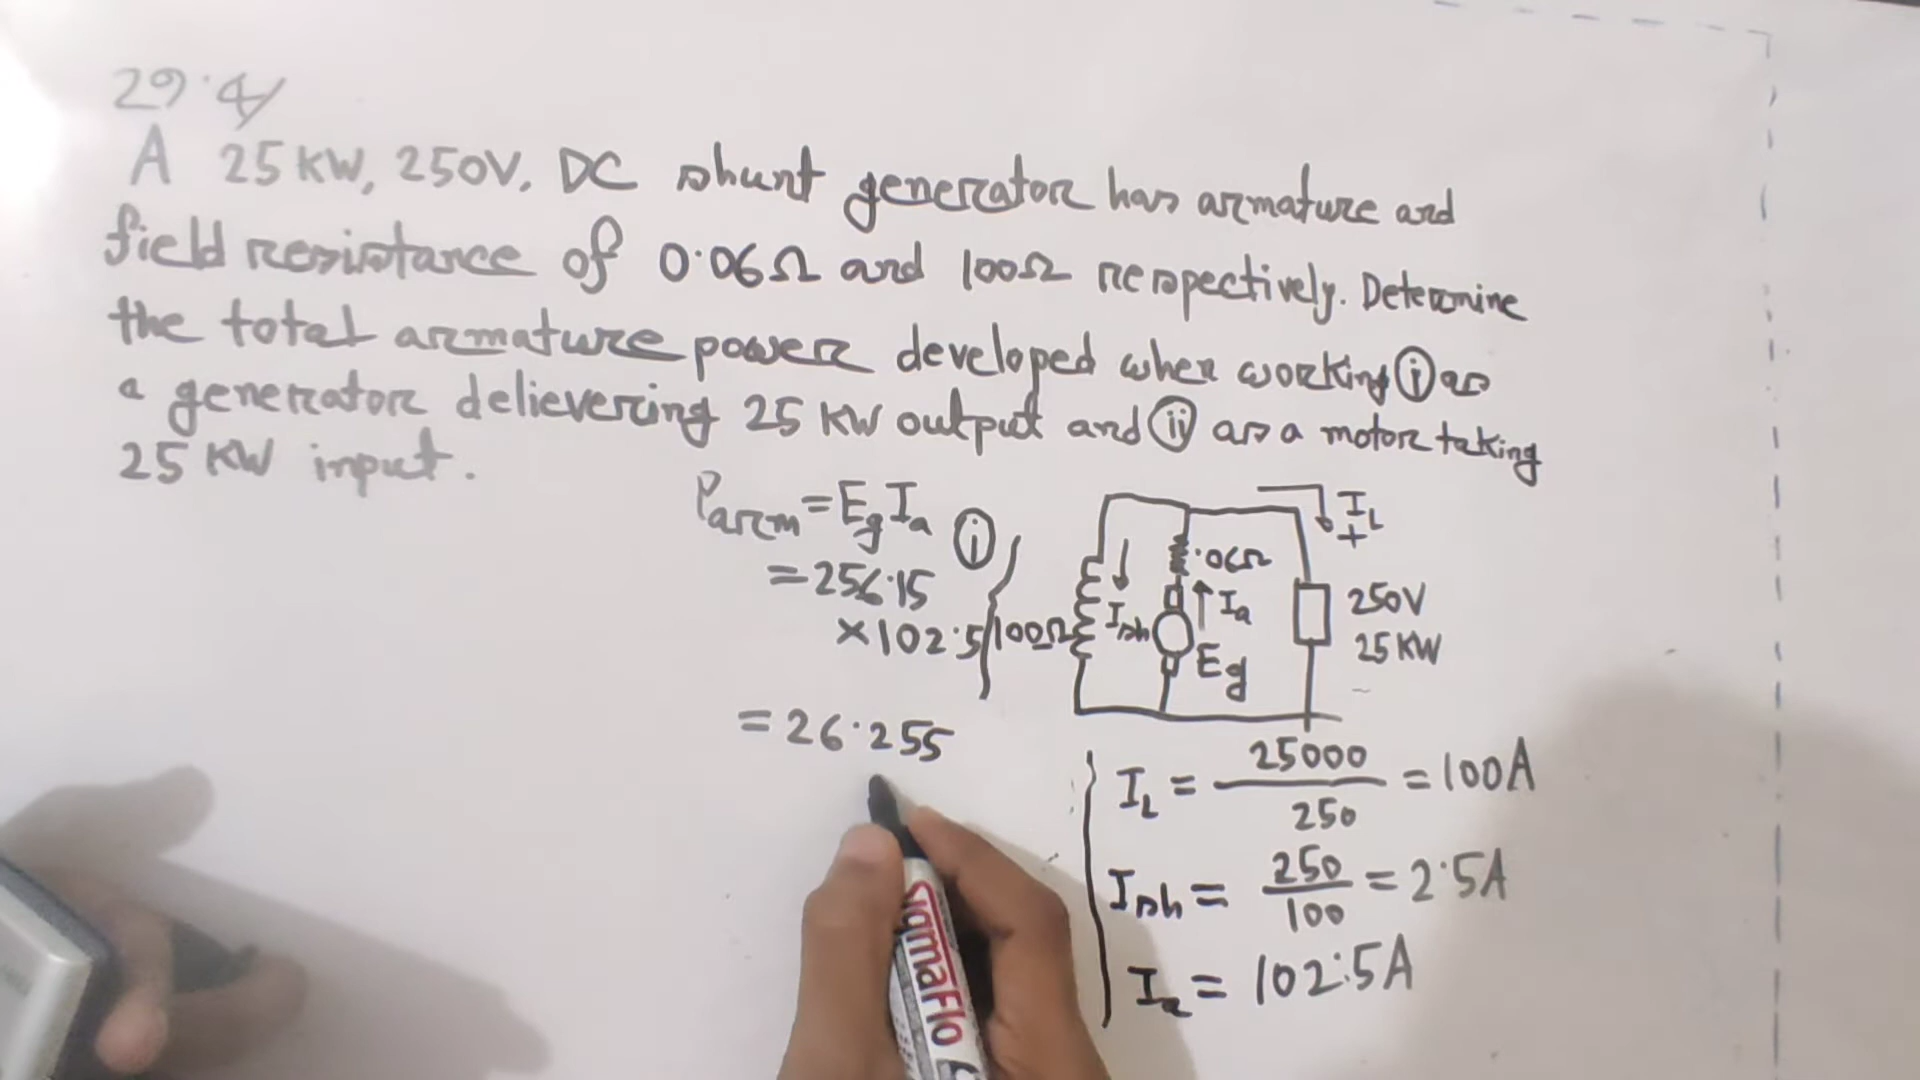 29.4/
A 25 KW, 250V, DC shunt generator has armature and
field resistance of 0.06Ω and 100Ω respectively. Determine
the total armature power developed when working (i) as
a generator delievering 25 KW output and (ii) as a motor taking
25 KW input.
Parm = Eg Ia
= 256.15
×102.5
= 26.255
(i)
IL
+
.06Ω
Ia
Ish
100Ω
Eg
250V
25 KW
IL = 25000/250 = 100A
Ish = 250/100 = 2.5A
Ia = 102.5A
SigmaFlo